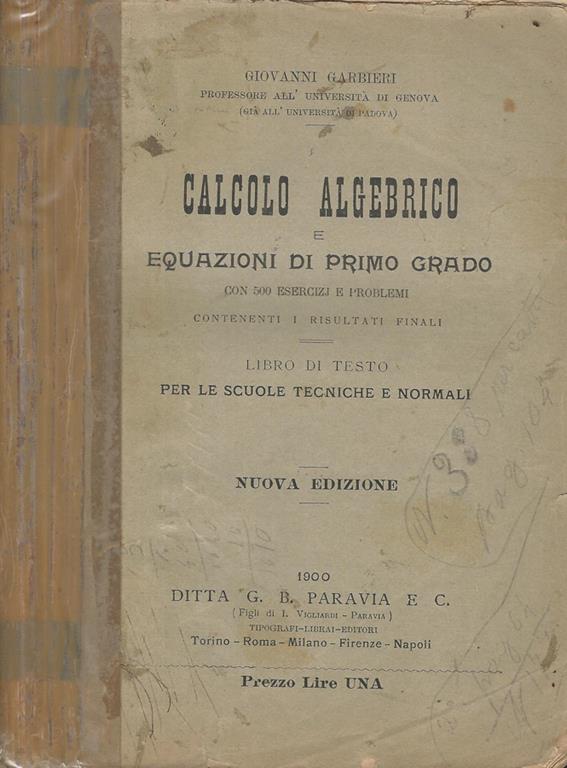 GIOVANNI GARBIERI
PROFESSORE ALL' UNIVERSITÀ DI GENOVA
(GIÀ ALL' UNIVERSITÀ DI PADOVA)
CALCOLO ALGEBRICO
E
EQUAZIONI DI PRIMO GRADO
CON 500 ESERCIZJ E PROBLEMI
CONTENENTI I RISULTATI FINALI
LIBRO DI TESTO
PER LE SCUOLE TECNICHE E NORMALI
NUOVA EDIZIONE
1900
DITTA G. B. PARAVIA E C.
(Figli di I. VIGLIARDI - PARAVIA)
TIPOGRAFI-LIBRAI-EDITORI
Torino - Roma - Milano - Firenze - Napoli
Prezzo Lire UNA